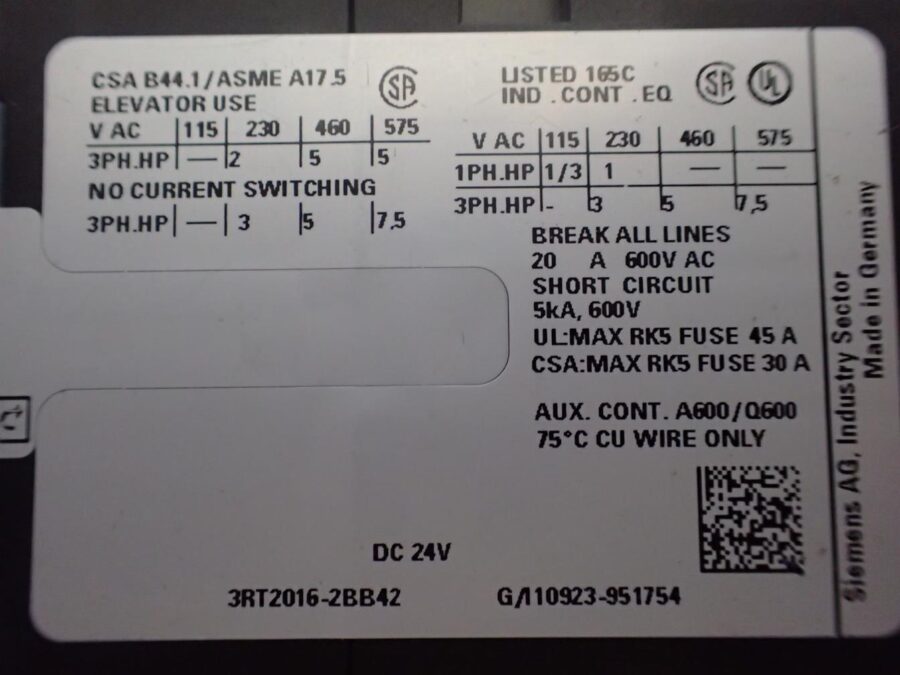 CSA B44.1/ASME A17.5
ELEVATOR USE
V AC 115 230 460 575
3PH.HP — 2 5 5
NO CURRENT SWITCHING
3PH.HP — 3 5 7,5
LISTED 165C
IND . CONT . EQ
V AC 115 230 460 575
1PH.HP 1/3 1 — —
3PH.HP - 3 5 7,5
BREAK ALL LINES
20 A 600V AC
SHORT CIRCUIT
5kA, 600V
UL:MAX RK5 FUSE 45 A
CSA:MAX RK5 FUSE 30 A
AUX. CONT. A600/Q600
75°C CU WIRE ONLY
DC 24V
3RT2016-2BB42 G/110923-951754
Siemens AG, Industry Sector
Made in Germany